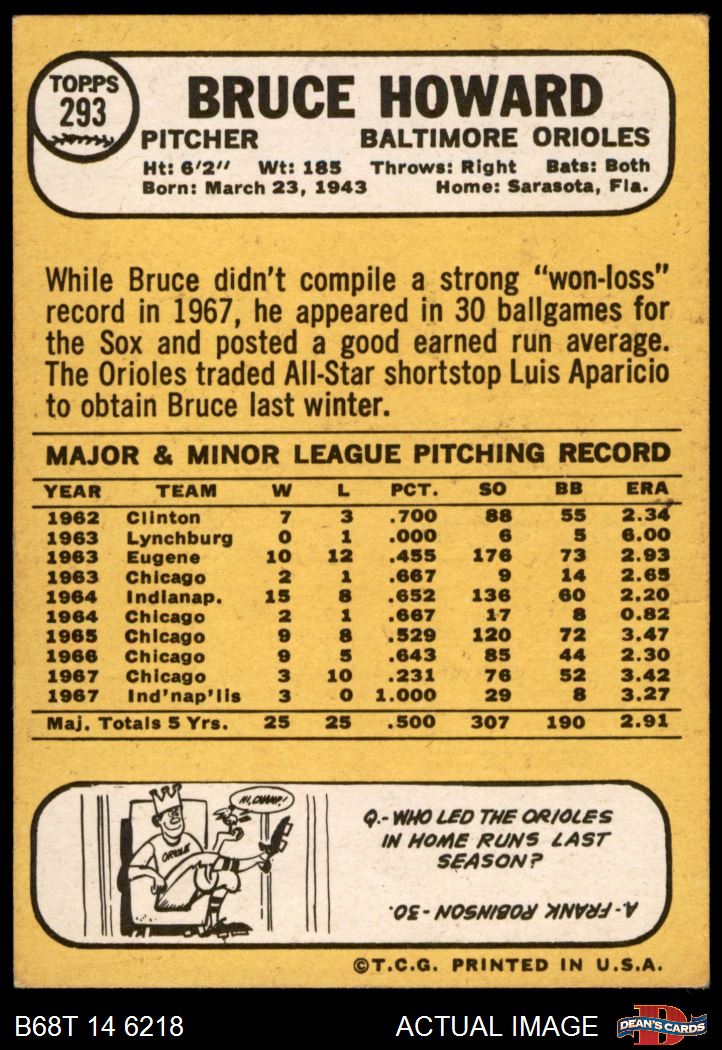 TOPPS
293
BRUCE HOWARD
PITCHER BALTIMORE ORIOLES
Ht: 6'2" Wt: 185 Throws: Right Bats: Both
Born: March 23, 1943 Home: Sarasota, Fla.
While Bruce didn't compile a strong "won-loss"
record in 1967, he appeared in 30 ballgames for
the Sox and posted a good earned run average.
The Orioles traded All-Star shortstop Luis Aparicio
to obtain Bruce last winter.
MAJOR & MINOR LEAGUE PITCHING RECORD
YEAR TEAM W L PCT. SO BB ERA
1962 Clinton 7 3 .700 88 55 2.34
1963 Lynchburg 0 1 .000 6 5 6.00
1963 Eugene 10 12 .455 176 73 2.93
1963 Chicago 2 1 .667 9 14 2.65
1964 Indianap. 15 8 .652 136 60 2.20
1964 Chicago 2 1 .667 17 8 0.82
1965 Chicago 9 8 .529 120 72 3.47
1966 Chicago 9 5 .643 85 44 2.30
1967 Chicago 3 10 .231 76 52 3.42
1967 Ind'nap'lis 3 0 1.000 29 8 3.27
Maj. Totals 5 Yrs. 25 25 .500 307 190 2.91
HI, CHAMP!
ORIOLE
Q.- WHO LED THE ORIOLES
IN HOME RUNS LAST
SEASON?
A.- FRANK ROBINSON - 30.
©T.C.G. PRINTED IN U.S.A.
B68T 14 6218 ACTUAL IMAGE
D
DEAN'S CARDS